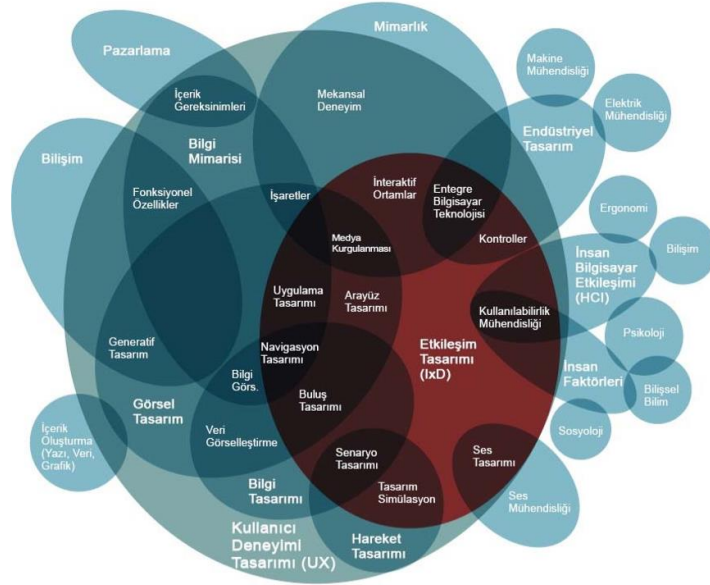 Pazarlama
Mimarlık
Makine
Mühendisliği
İçerik
Gereksinimleri
Mekansal
Deneyim
Elektrik
Mühendisliği
Endüstriyel
Tasarım
Bilgi
Mimarisi
Bilişim
Fonksiyonel
Özellikler
İşaretler
İnteraktif
Ortamlar
Entegre
Bilgisayar
Teknolojisi
Ergonomi
Medya
Kurgulanması
Kontroller
İnsan
Bilgisayar
Etkileşimi
(HCI)
Bilişim
Uygulama
Tasarımı
Arayüz
Tasarımı
Kullanılabilirlik
Mühendisliği
Psikoloji
Generatif
Tasarım
Navigasyon
Tasarımı
Etkileşim
Tasarımı
(IxD)
İnsan
Faktörleri
Bilişsel
Bilim
Bilgi
Görs.
Buluş
Tasarımı
Görsel
Tasarım
Veri
Görselleştirme
Sosyoloji
İçerik
Oluşturma
(Yazı, Veri,
Grafik)
Senaryo
Tasarımı
Ses
Tasarımı
Bilgi
Tasarımı
Tasarım
Simülasyon
Ses
Mühendisliği
Kullanıcı
Deneyimi
Tasarımı (UX)
Hareket
Tasarımı